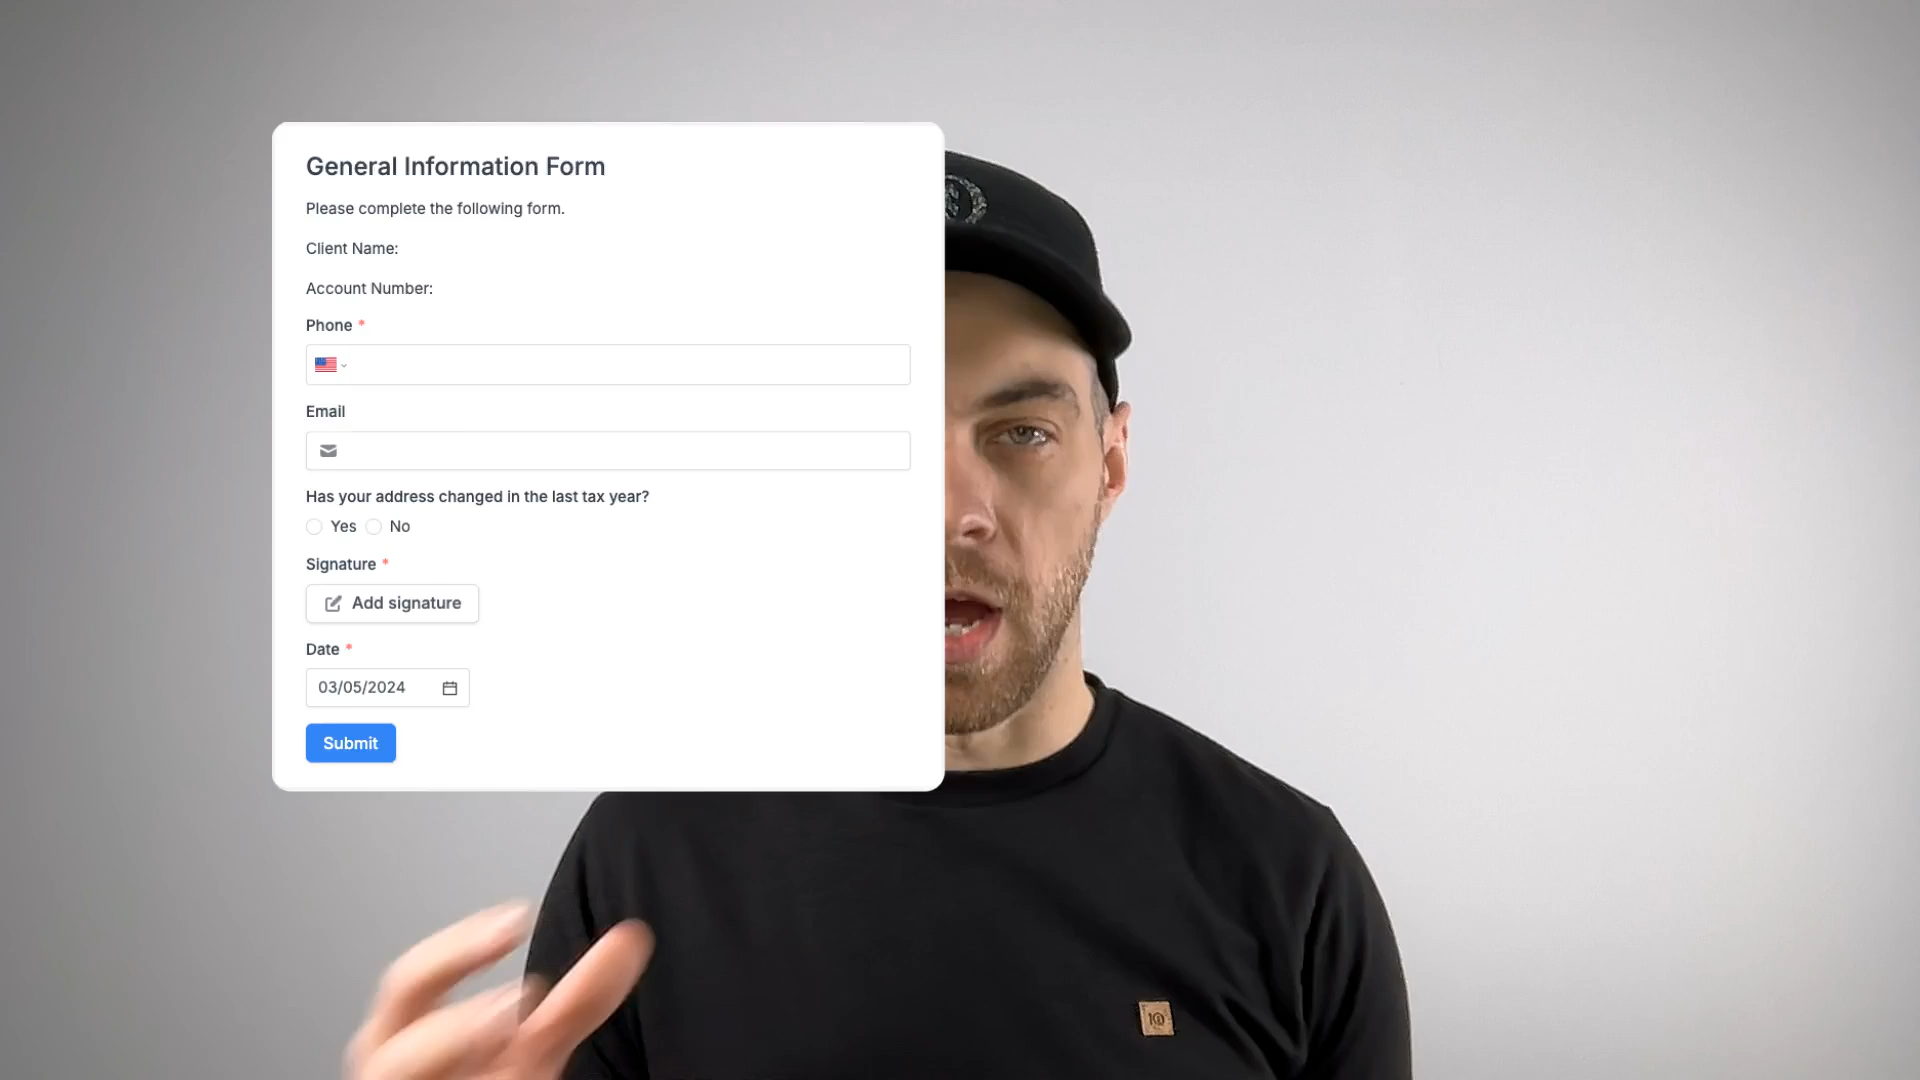 General Information Form
Please complete the following form.
Client Name:
Account Number:
Phone *
Email
Has your address changed in the last tax year?
Yes No
Signature *
Add signature
Date *
03/05/2024
Submit
10